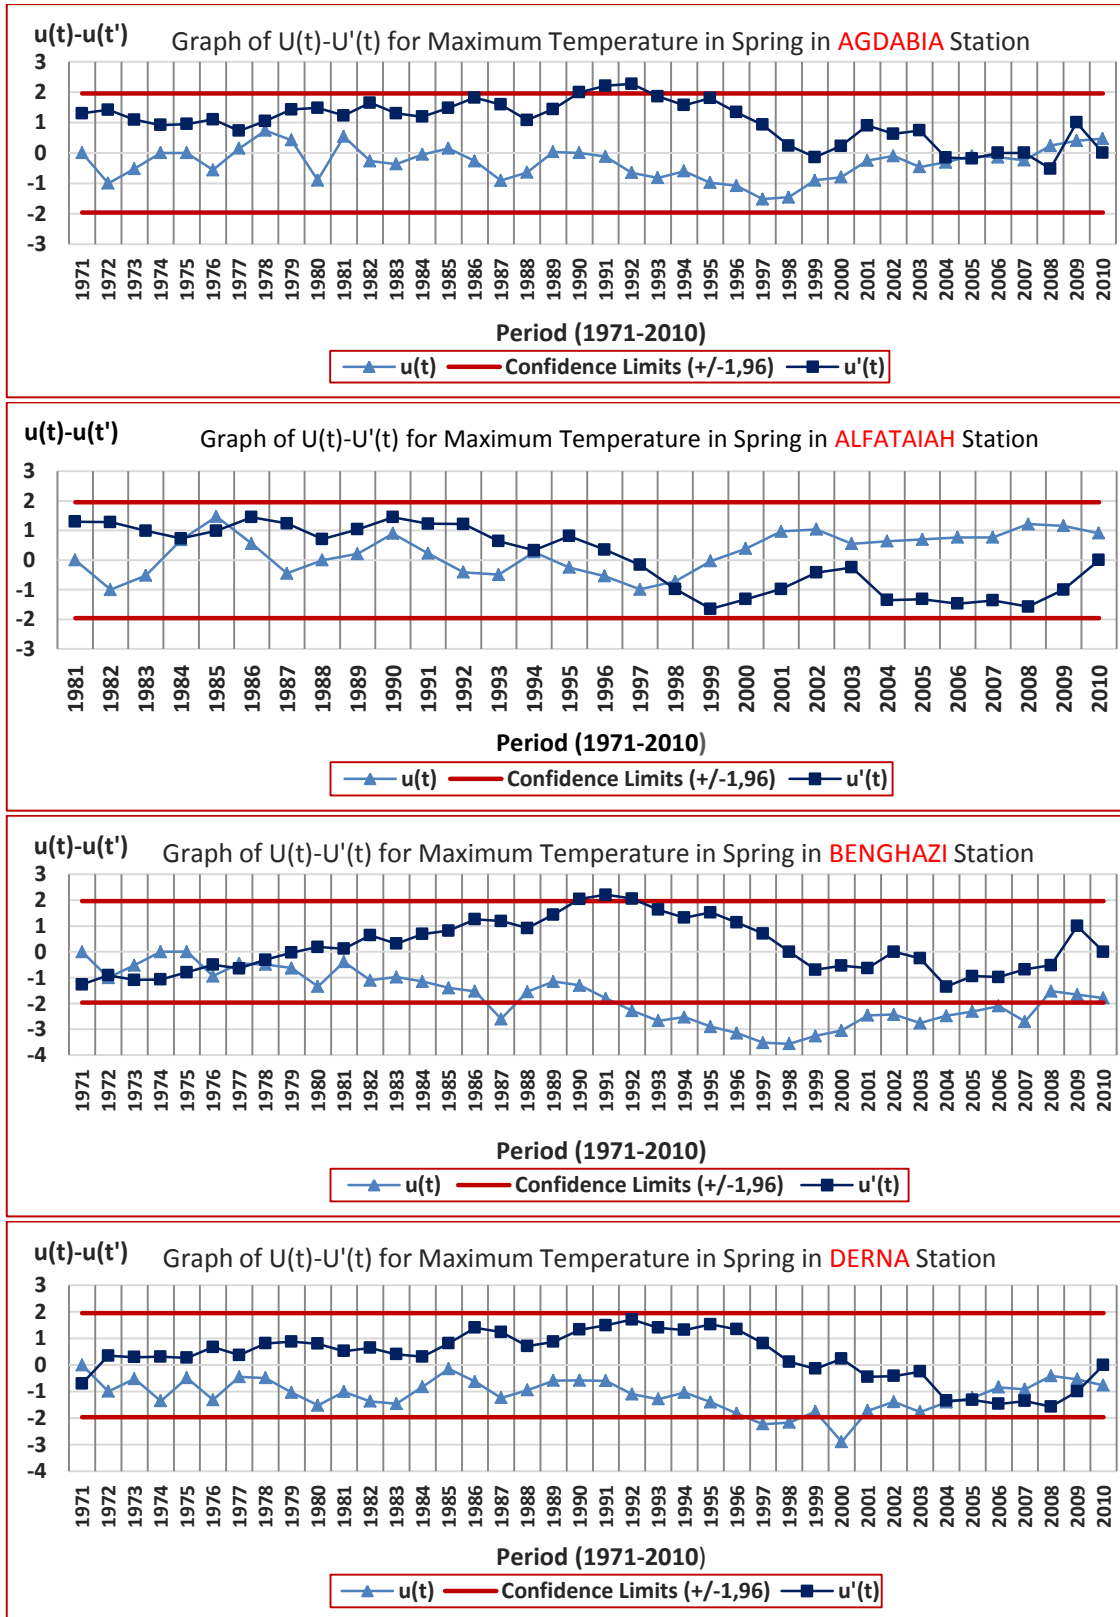 u(t)-u(t')
Graph of U(t)-U'(t) for Maximum Temperature in Spring in AGDABIA Station
3
2
1
0
-1
-2
-3
1971 1972 1973 1974 1975 1976 1977 1978 1979 1980 1981 1982 1983 1984 1985 1986 1987 1988 1989 1990 1991 1992 1993 1994 1995 1996 1997 1998 1999 2000 2001 2002 2003 2004 2005 2006 2007 2008 2009 2010
Period (1971-2010)
u(t) Confidence Limits (+/-1,96) u'(t)
u(t)-u(t')
Graph of U(t)-U'(t) for Maximum Temperature in Spring in ALFATAIAH Station
3
2
1
0
-1
-2
-3
1981 1982 1983 1984 1985 1986 1987 1988 1989 1990 1991 1992 1993 1994 1995 1996 1997 1998 1999 2000 2001 2002 2003 2004 2005 2006 2007 2008 2009 2010
Period (1971-2010)
u(t) Confidence Limits (+/-1,96) u'(t)
u(t)-u(t')
Graph of U(t)-U'(t) for Maximum Temperature in Spring in BENGHAZI Station
3
2
1
0
-1
-2
-3
-4
1971 1972 1973 1974 1975 1976 1977 1978 1979 1980 1981 1982 1983 1984 1985 1986 1987 1988 1989 1990 1991 1992 1993 1994 1995 1996 1997 1998 1999 2000 2001 2002 2003 2004 2005 2006 2007 2008 2009 2010
Period (1971-2010)
u(t) Confidence Limits (+/-1,96) u'(t)
u(t)-u(t')
Graph of U(t)-U'(t) for Maximum Temperature in Spring in DERNA Station
3
2
1
0
-1
-2
-3
-4
1971 1972 1973 1974 1975 1976 1977 1978 1979 1980 1981 1982 1983 1984 1985 1986 1987 1988 1989 1990 1991 1992 1993 1994 1995 1996 1997 1998 1999 2000 2001 2002 2003 2004 2005 2006 2007 2008 2009 2010
Period (1971-2010)
u(t) Confidence Limits (+/-1,96) u'(t)